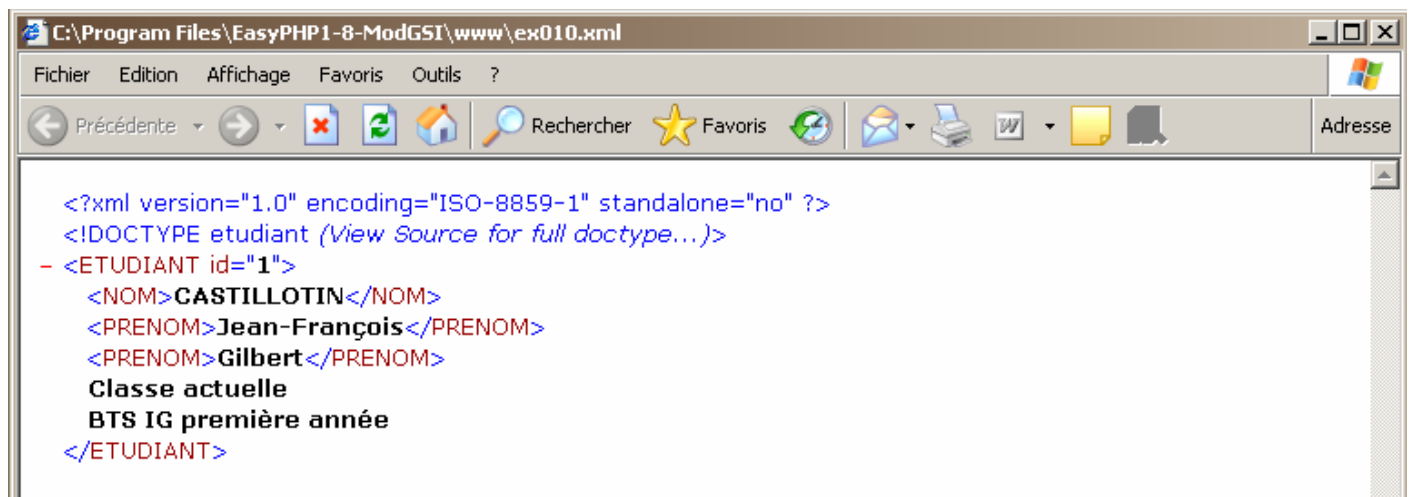 C:\Program Files\EasyPHP1-8-ModGSI\www\ex010.xml
Fichier Edition Affichage Favoris Outils ?
Précédente Rechercher Favoris W Adresse
<?xml version="1.0" encoding="ISO-8859-1" standalone="no" ?>
<!DOCTYPE etudiant (View Source for full doctype...)>
– <ETUDIANT id="1">
<NOM>CASTILLOTIN</NOM>
<PRENOM>Jean-François</PRENOM>
<PRENOM>Gilbert</PRENOM>
Classe actuelle
BTS IG première année
</ETUDIANT>